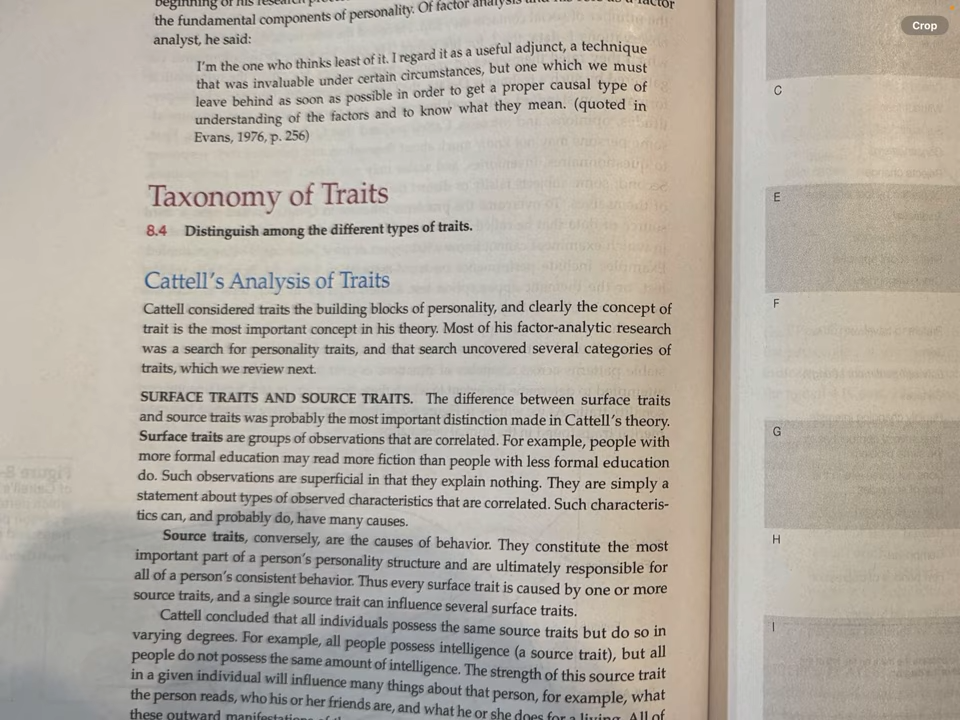 the fundamental components of personality. Of factor analysis and his role as a factor
analyst, he said:
I'm the one who thinks least of it. I regard it as a useful adjunct, a technique
that was invaluable under certain circumstances, but one which we must
leave behind as soon as possible in order to get a proper causal type of
understanding of the factors and to know what they mean. (quoted in
Evans, 1976, p. 256)
Taxonomy of Traits
8.4 Distinguish among the different types of traits.
Cattell's Analysis of Traits
Cattell considered traits the building blocks of personality, and clearly the concept of
trait is the most important concept in his theory. Most of his factor-analytic research
was a search for personality traits, and that search uncovered several categories of
traits, which we review next.
SURFACE TRAITS AND SOURCE TRAITS. The difference between surface traits
and source traits was probably the most important distinction made in Cattell's theory.
Surface traits are groups of observations that are correlated. For example, people with
more formal education may read more fiction than people with less formal education
do. Such observations are superficial in that they explain nothing. They are simply a
statement about types of observed characteristics that are correlated. Such characteris-
tics can, and probably do, have many causes.
Source traits, conversely, are the causes of behavior. They constitute the most
important part of a person's personality structure and are ultimately responsible for
all of a person's consistent behavior. Thus every surface trait is caused by one or more
source traits, and a single source trait can influence several surface traits.
Cattell concluded that all individuals possess the same source traits but do so in
varying degrees. For example, all people possess intelligence (a source trait), but all
people do not possess the same amount of intelligence. The strength of this source trait
in a given individual will influence many things about that person, for example, what
the person reads, who his or her friends are, and what he or she does for a living. All of
these outward
Crop
C
E
F
G
H
I